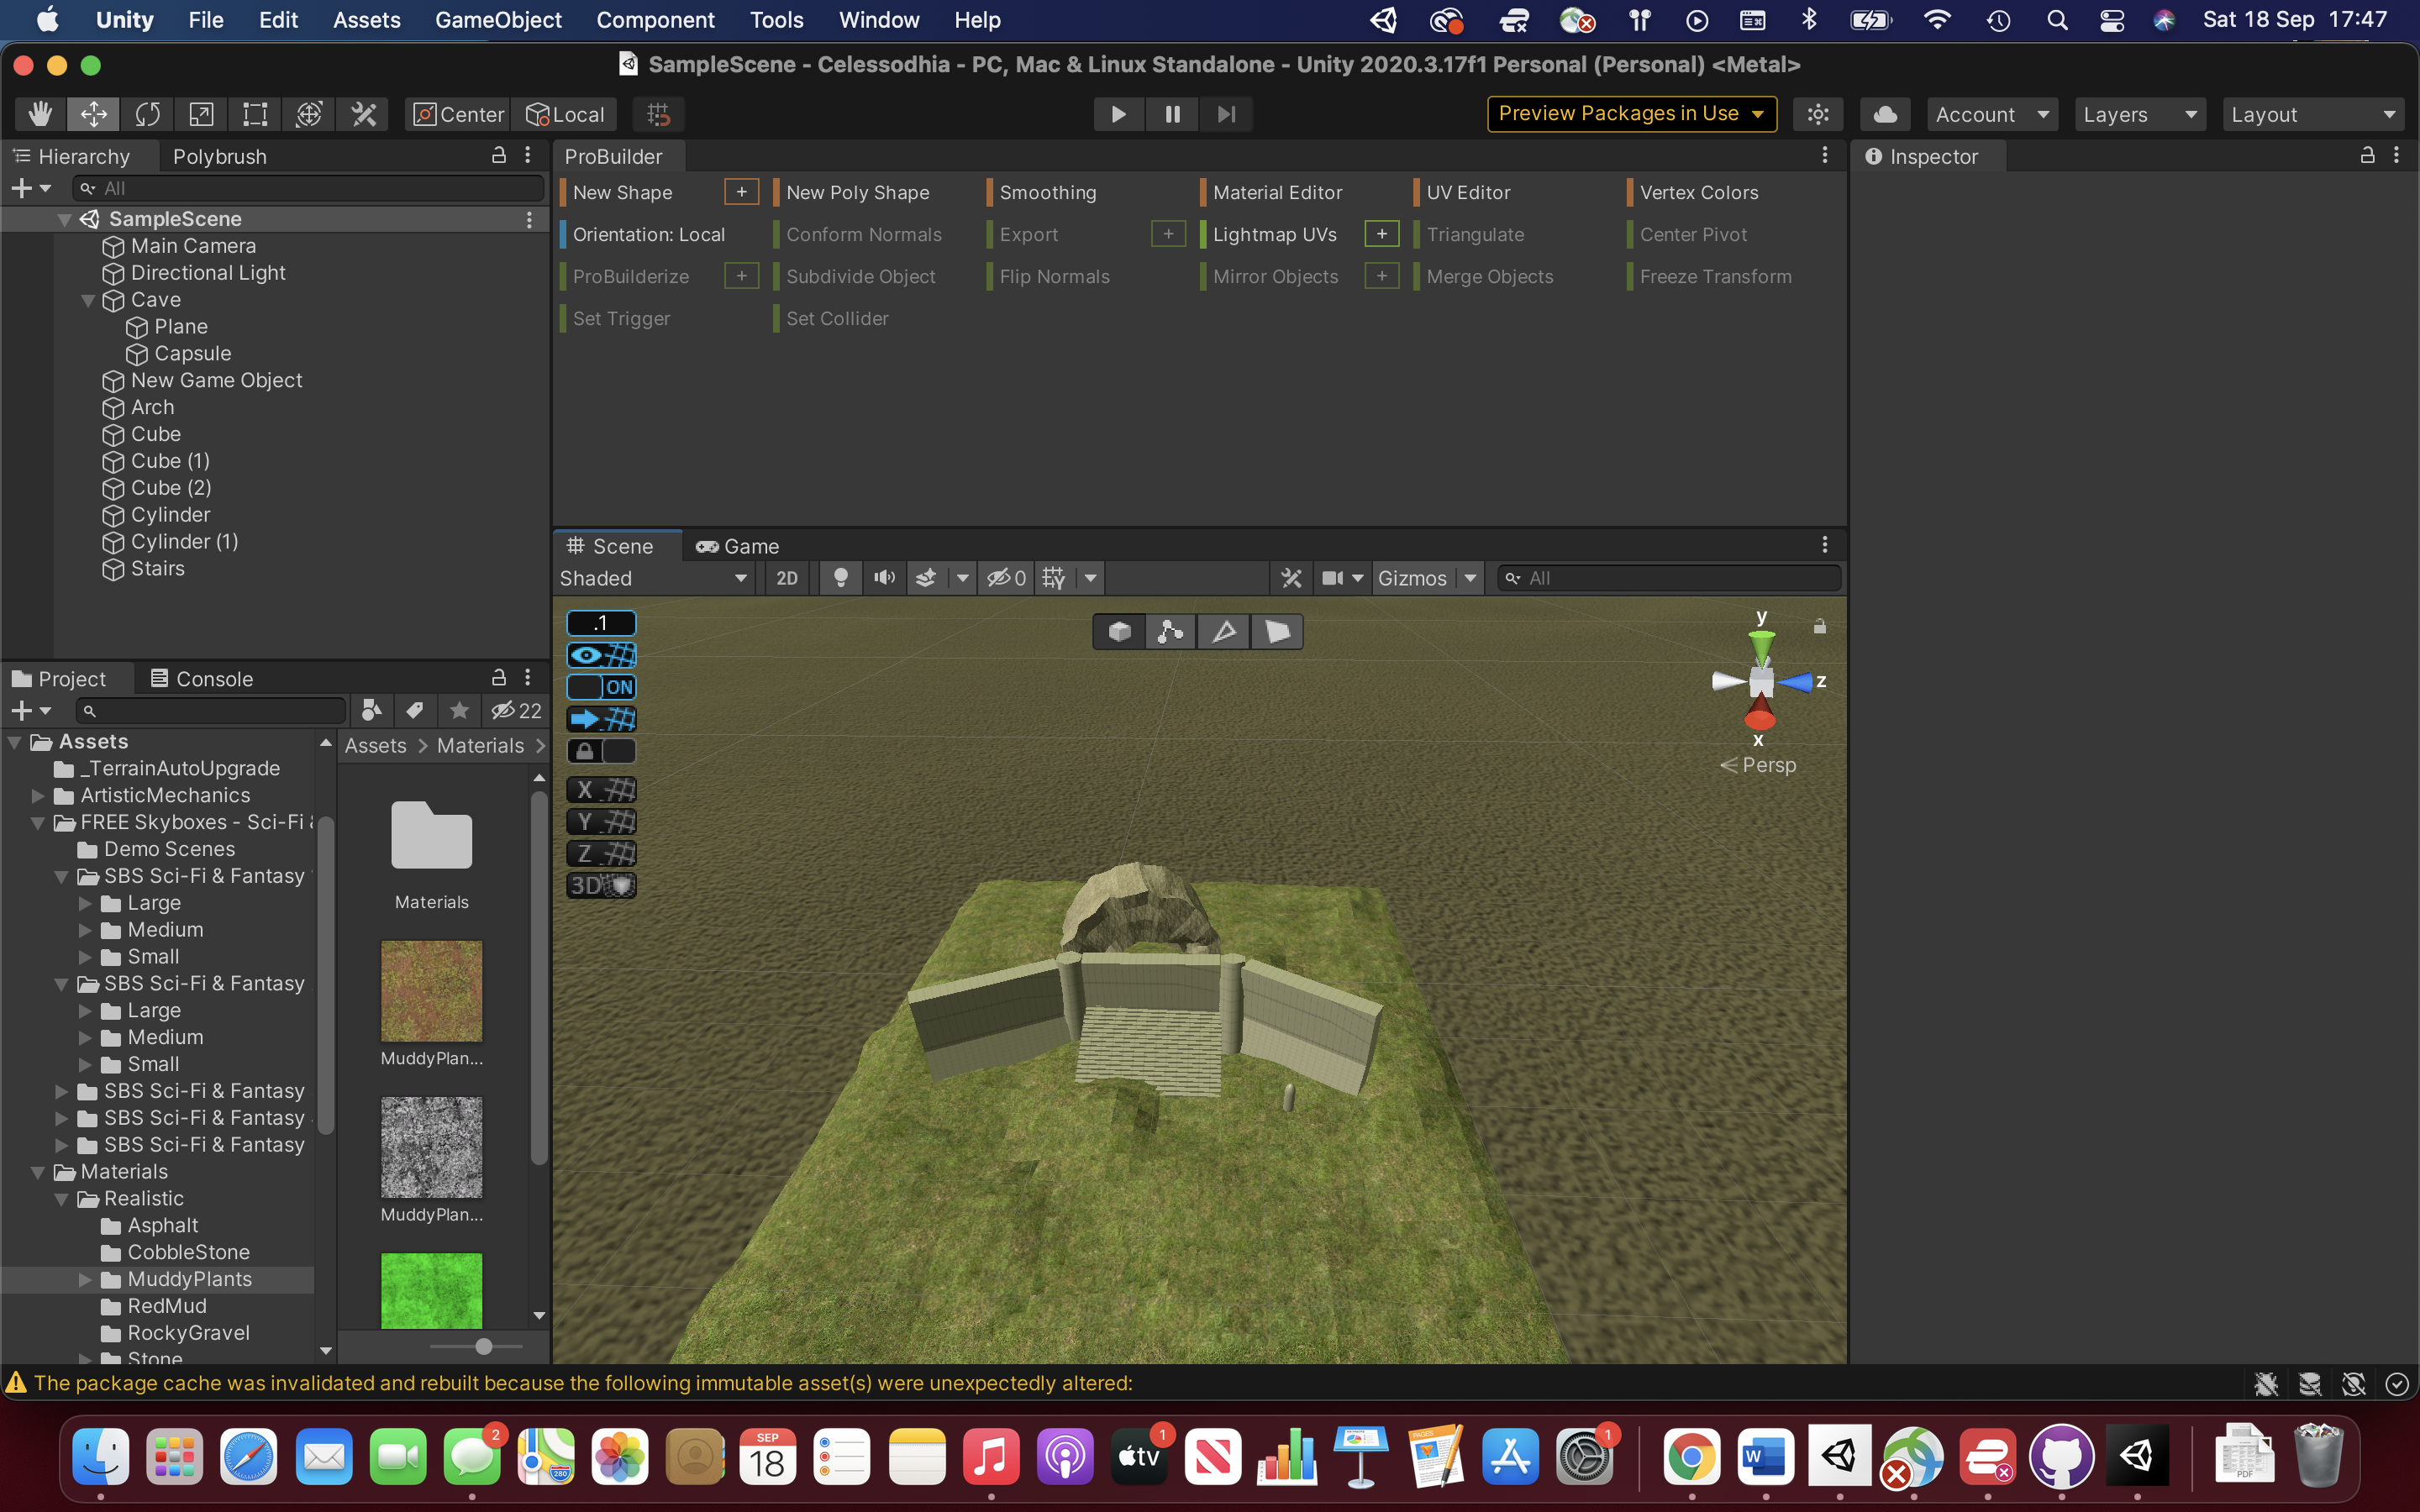 Unity File Edit Assets GameObject Component Tools Window Help Sat 18 Sep 17:47
SampleScene - Celessodhia - PC, Mac & Linux Standalone - Unity 2020.3.17f1 Personal (Personal) <Metal>
Center Local Preview Packages in Use Account Layers Layout
Hierarchy Polybrush
All
SampleScene
Main Camera
Directional Light
Cave
Plane
Capsule
New Game Object
Arch
Cube
Cube (1)
Cube (2)
Cylinder
Cylinder (1)
Stairs
ProBuilder
New Shape + New Poly Shape Smoothing Material Editor UV Editor Vertex Colors
Orientation: Local Conform Normals Export + Lightmap UVs + Triangulate Center Pivot
ProBuilderize + Subdivide Object Flip Normals Mirror Objects + Merge Objects Freeze Transform
Set Trigger Set Collider
Inspector
Scene Game
Shaded 2D 0 Gizmos All
.1
ON
X
Y
Z
3D
y
z
x
Persp
Project Console
22
Assets
_TerrainAutoUpgrade
ArtisticMechanics
FREE Skyboxes - Sci-Fi
Demo Scenes
SBS Sci-Fi & Fantasy
Large
Medium
Small
SBS Sci-Fi & Fantasy
Large
Medium
Small
SBS Sci-Fi & Fantasy
SBS Sci-Fi & Fantasy
SBS Sci-Fi & Fantasy
Materials
Realistic
Asphalt
CobbleStone
MuddyPlants
RedMud
RockyGravel
Stone
Assets > Materials >
Materials
MuddyPlan...
MuddyPlan...
The package cache was invalidated and rebuilt because the following immutable asset(s) were unexpectedly altered:
2
280
SEP
18
tv
1
1
PAGES
W
PDF